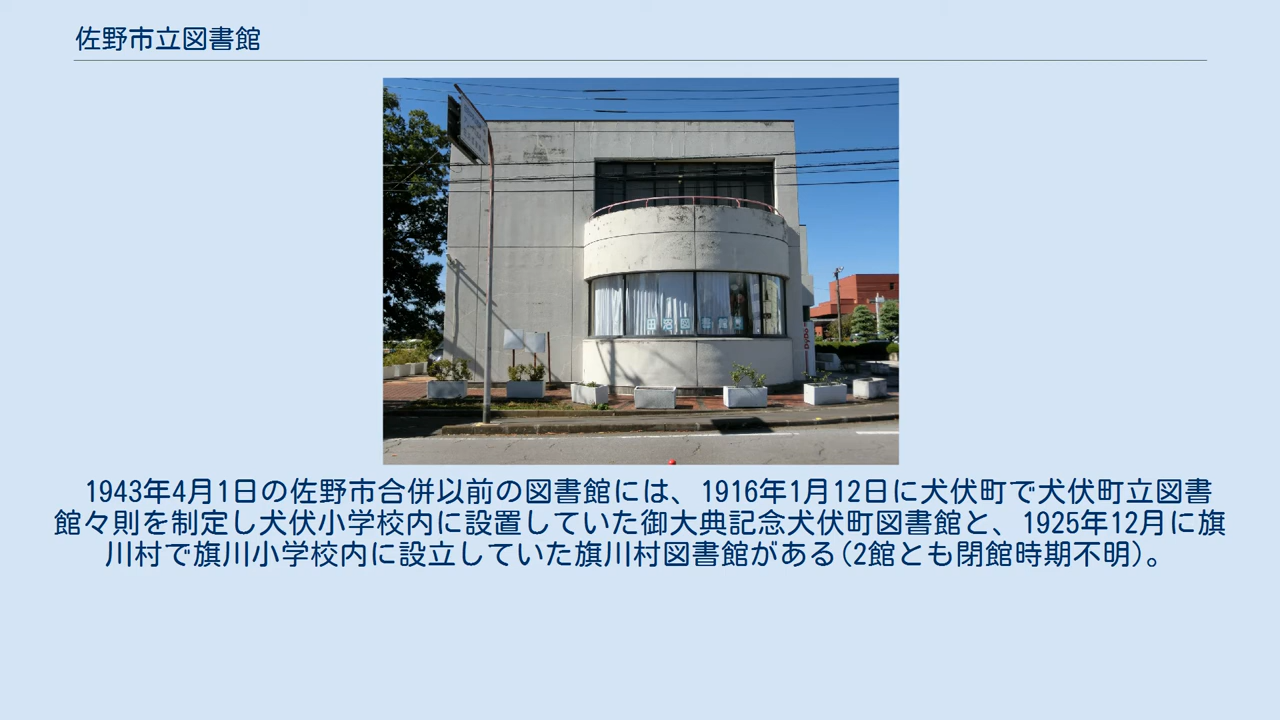 佐野市立図書館
田沼図書館
DyDo
1943年4月1日の佐野市合併以前の図書館には、1916年1月12日に犬伏町で犬伏町立図書
館々則を制定し犬伏小学校内に設置していた御大典記念犬伏町図書館と、1925年12月に旗
川村で旗川小学校内に設立していた旗川村図書館がある(2館とも閉館時期不明)。